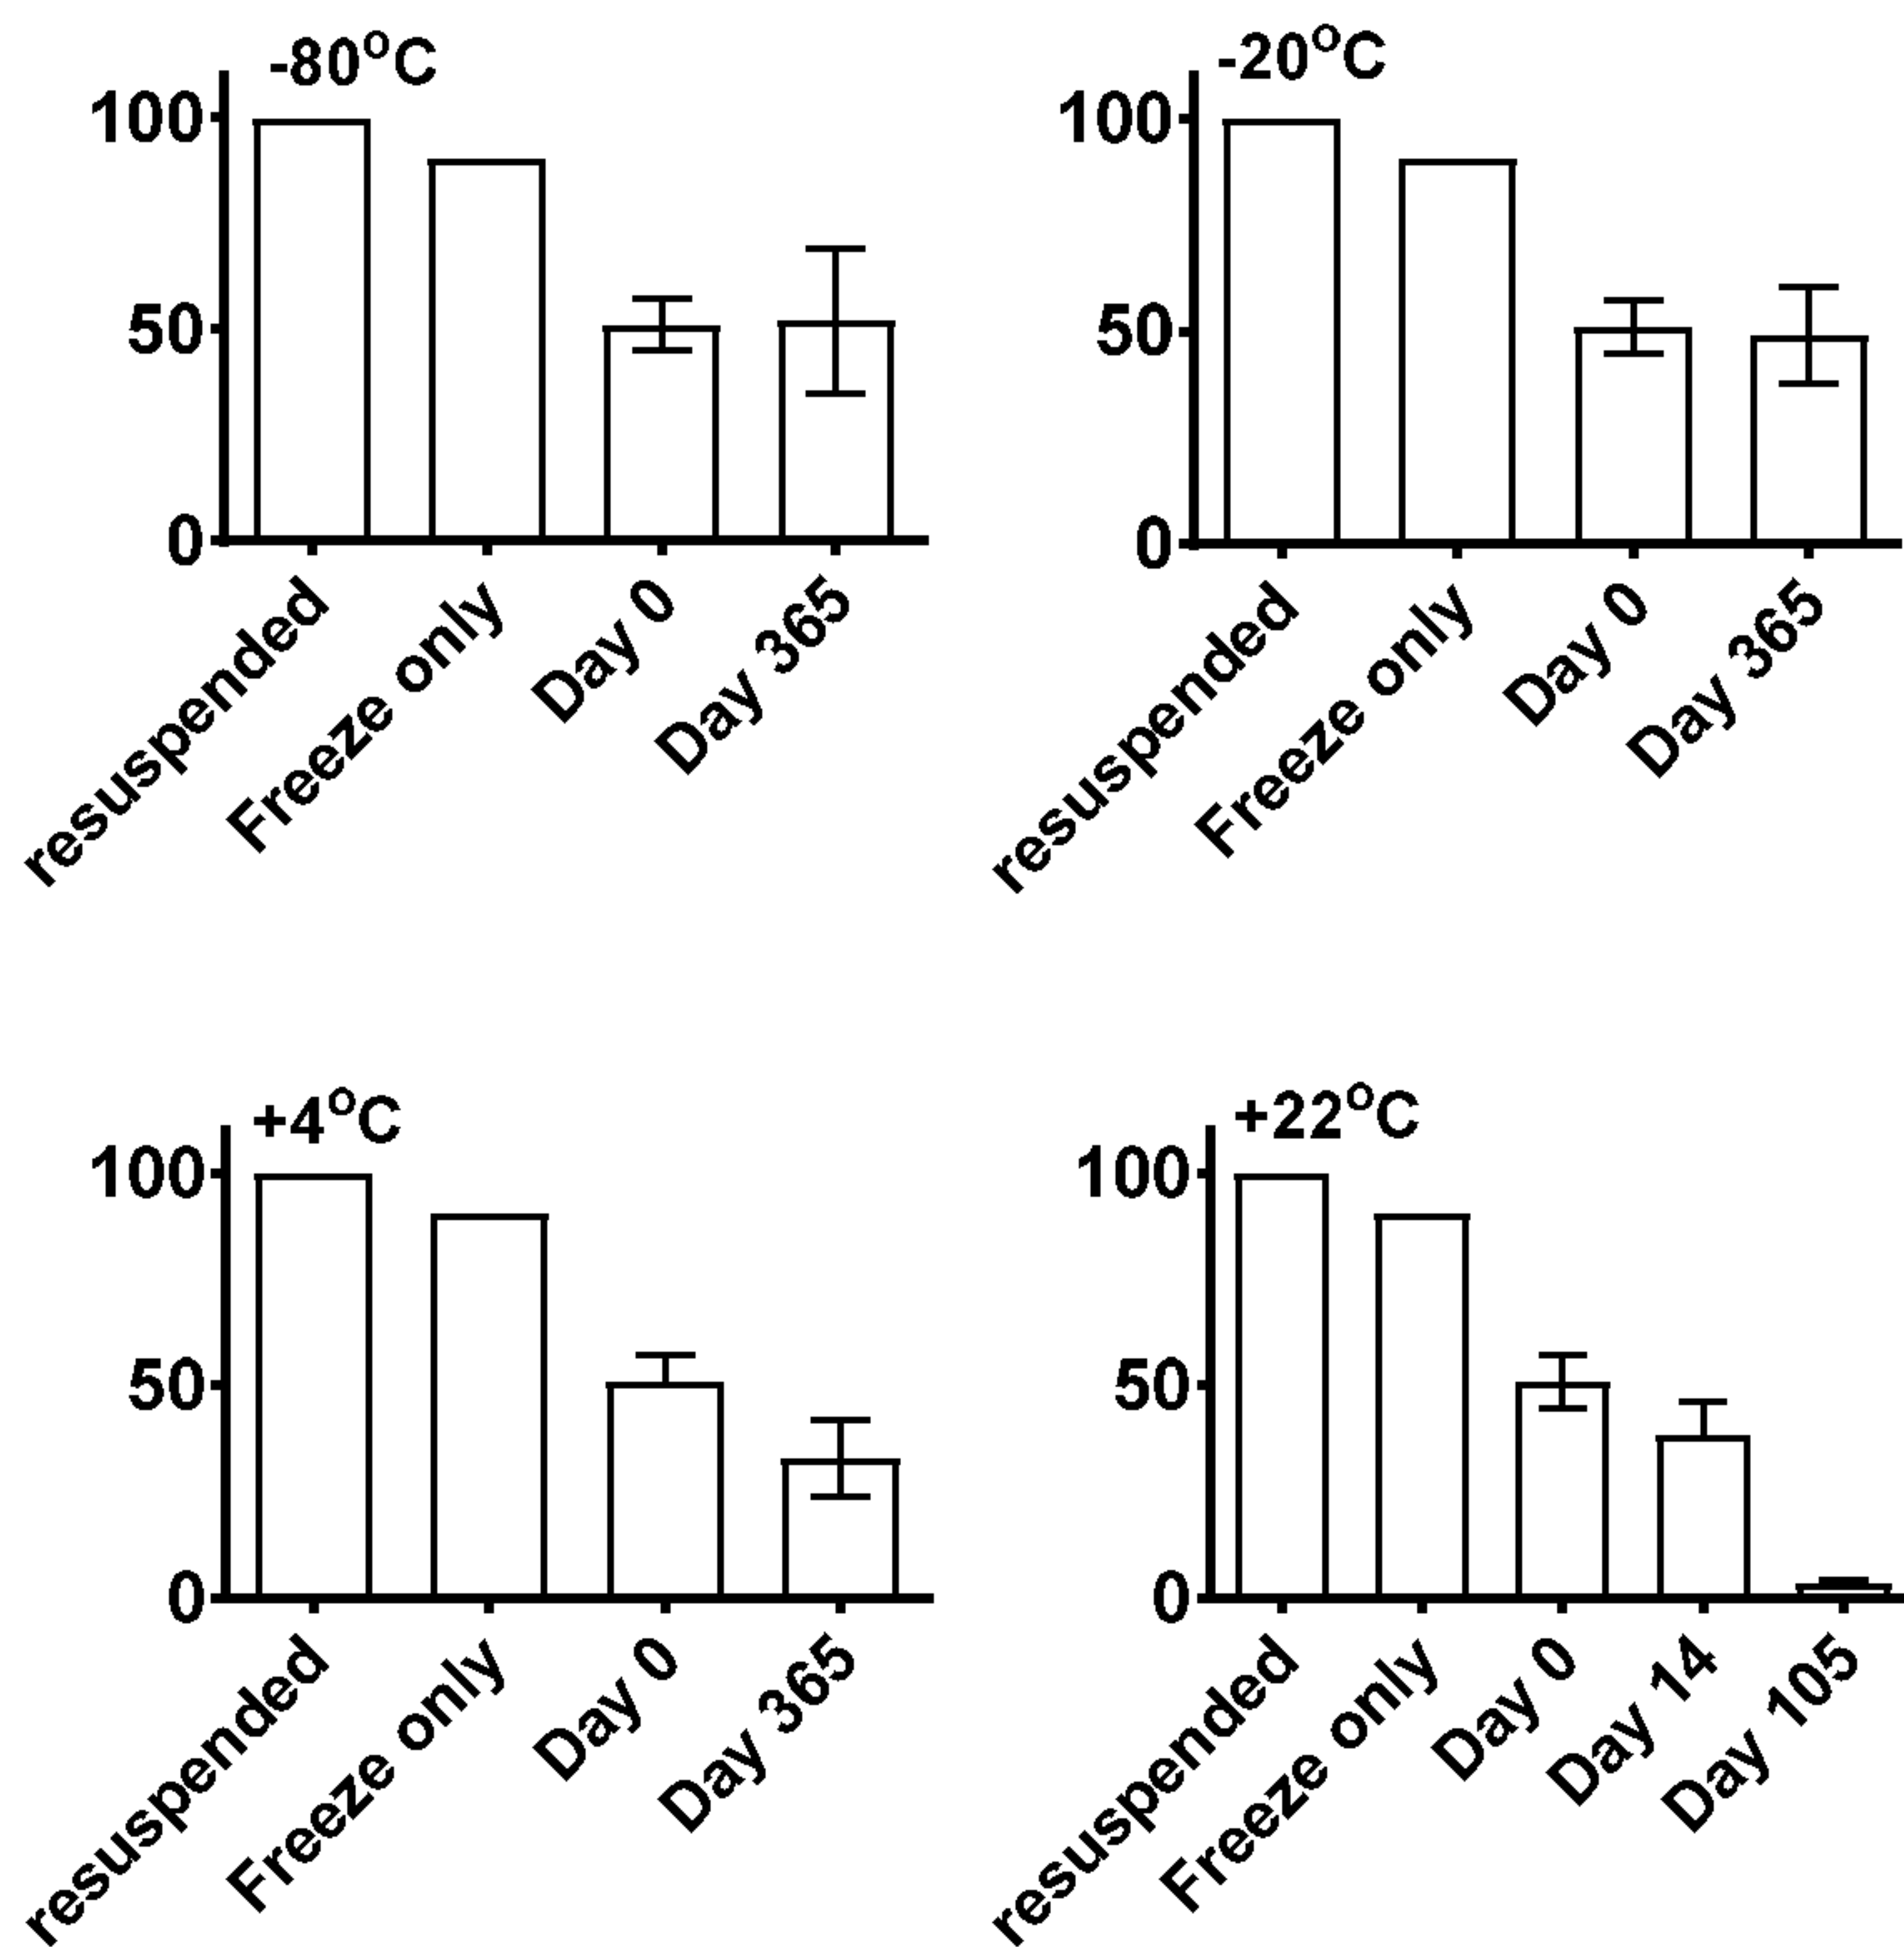 -80°C
100
50
0
resuspended
Freeze only
Day 0
Day 365
-20°C
100
50
0
resuspended
Freeze only
Day 0
Day 365
+4°C
100
50
0
resuspended
Freeze only
Day 0
Day 365
+22°C
100
50
0
resuspended
Freeze only
Day 0
Day 14
Day 105